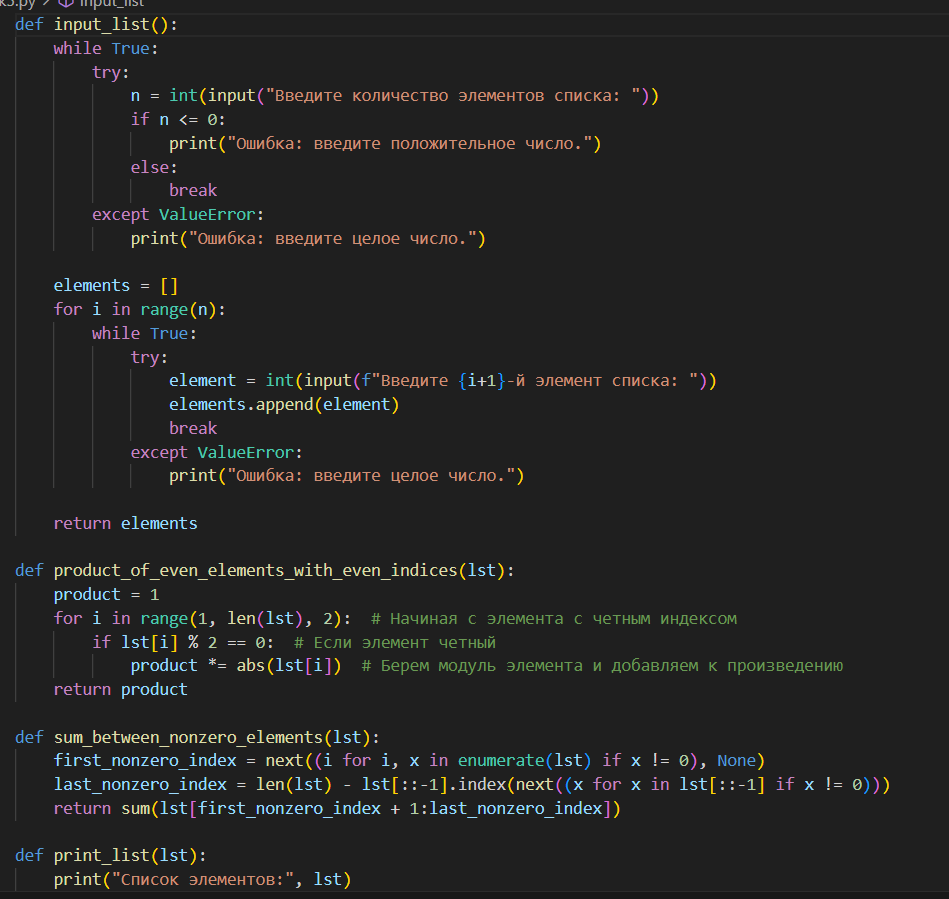 k5.py > input_list
def input_list():
    while True:
        try:
            n = int(input("Введите количество элементов списка: "))
            if n <= 0:
                print("Ошибка: введите положительное число.")
            else:
                break
        except ValueError:
            print("Ошибка: введите целое число.")

    elements = []
    for i in range(n):
        while True:
            try:
                element = int(input(f"Введите {i+1}-й элемент списка: "))
                elements.append(element)
                break
            except ValueError:
                print("Ошибка: введите целое число.")

    return elements

def product_of_even_elements_with_even_indices(lst):
    product = 1
    for i in range(1, len(lst), 2):  # Начиная с элемента с четным индексом
        if lst[i] % 2 == 0:  # Если элемент четный
            product *= abs(lst[i])  # Берем модуль элемента и добавляем к произведению
    return product

def sum_between_nonzero_elements(lst):
    first_nonzero_index = next((i for i, x in enumerate(lst) if x != 0), None)
    last_nonzero_index = len(lst) - lst[::-1].index(next((x for x in lst[::-1] if x != 0)))
    return sum(lst[first_nonzero_index + 1:last_nonzero_index])

def print_list(lst):
    print("Список элементов:", lst)